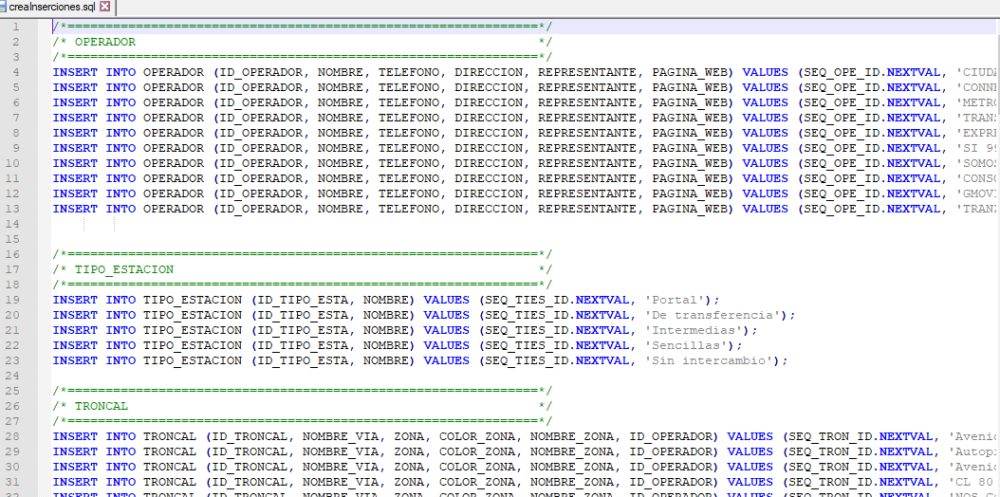 creaInserciones.sql
1 /*==============================================================*/
2 /* OPERADOR */
3 /*==============================================================*/
4 INSERT INTO OPERADOR (ID_OPERADOR, NOMBRE, TELEFONO, DIRECCION, REPRESENTANTE, PAGINA_WEB) VALUES (SEQ_OPE_ID.NEXTVAL, 'CIUDA
5 INSERT INTO OPERADOR (ID_OPERADOR, NOMBRE, TELEFONO, DIRECCION, REPRESENTANTE, PAGINA_WEB) VALUES (SEQ_OPE_ID.NEXTVAL, 'CONNE
6 INSERT INTO OPERADOR (ID_OPERADOR, NOMBRE, TELEFONO, DIRECCION, REPRESENTANTE, PAGINA_WEB) VALUES (SEQ_OPE_ID.NEXTVAL, 'METRO
7 INSERT INTO OPERADOR (ID_OPERADOR, NOMBRE, TELEFONO, DIRECCION, REPRESENTANTE, PAGINA_WEB) VALUES (SEQ_OPE_ID.NEXTVAL, 'TRANS
8 INSERT INTO OPERADOR (ID_OPERADOR, NOMBRE, TELEFONO, DIRECCION, REPRESENTANTE, PAGINA_WEB) VALUES (SEQ_OPE_ID.NEXTVAL, 'EXPRE
9 INSERT INTO OPERADOR (ID_OPERADOR, NOMBRE, TELEFONO, DIRECCION, REPRESENTANTE, PAGINA_WEB) VALUES (SEQ_OPE_ID.NEXTVAL, 'SI 99
10 INSERT INTO OPERADOR (ID_OPERADOR, NOMBRE, TELEFONO, DIRECCION, REPRESENTANTE, PAGINA_WEB) VALUES (SEQ_OPE_ID.NEXTVAL, 'SOMOS
11 INSERT INTO OPERADOR (ID_OPERADOR, NOMBRE, TELEFONO, DIRECCION, REPRESENTANTE, PAGINA_WEB) VALUES (SEQ_OPE_ID.NEXTVAL, 'CONSO
12 INSERT INTO OPERADOR (ID_OPERADOR, NOMBRE, TELEFONO, DIRECCION, REPRESENTANTE, PAGINA_WEB) VALUES (SEQ_OPE_ID.NEXTVAL, 'GMOVI
13 INSERT INTO OPERADOR (ID_OPERADOR, NOMBRE, TELEFONO, DIRECCION, REPRESENTANTE, PAGINA_WEB) VALUES (SEQ_OPE_ID.NEXTVAL, 'TRANZ
14
15
16 /*==============================================================*/
17 /* TIPO_ESTACION */
18 /*==============================================================*/
19 INSERT INTO TIPO_ESTACION (ID_TIPO_ESTA, NOMBRE) VALUES (SEQ_TIES_ID.NEXTVAL, 'Portal');
20 INSERT INTO TIPO_ESTACION (ID_TIPO_ESTA, NOMBRE) VALUES (SEQ_TIES_ID.NEXTVAL, 'De transferencia');
21 INSERT INTO TIPO_ESTACION (ID_TIPO_ESTA, NOMBRE) VALUES (SEQ_TIES_ID.NEXTVAL, 'Intermedias');
22 INSERT INTO TIPO_ESTACION (ID_TIPO_ESTA, NOMBRE) VALUES (SEQ_TIES_ID.NEXTVAL, 'Sencillas');
23 INSERT INTO TIPO_ESTACION (ID_TIPO_ESTA, NOMBRE) VALUES (SEQ_TIES_ID.NEXTVAL, 'Sin intercambio');
24
25 /*==============================================================*/
26 /* TRONCAL */
27 /*==============================================================*/
28 INSERT INTO TRONCAL (ID_TRONCAL, NOMBRE_VIA, ZONA, COLOR_ZONA, NOMBRE_ZONA, ID_OPERADOR) VALUES (SEQ_TRON_ID.NEXTVAL, 'Avenid
29 INSERT INTO TRONCAL (ID_TRONCAL, NOMBRE_VIA, ZONA, COLOR_ZONA, NOMBRE_ZONA, ID_OPERADOR) VALUES (SEQ_TRON_ID.NEXTVAL, 'Autopi
30 INSERT INTO TRONCAL (ID_TRONCAL, NOMBRE_VIA, ZONA, COLOR_ZONA, NOMBRE_ZONA, ID_OPERADOR) VALUES (SEQ_TRON_ID.NEXTVAL, 'Avenid
31 INSERT INTO TRONCAL (ID_TRONCAL, NOMBRE_VIA, ZONA, COLOR_ZONA, NOMBRE_ZONA, ID_OPERADOR) VALUES (SEQ_TRON_ID.NEXTVAL, 'CL 80
32 INSERT INTO TRONCAL (ID_TRONCAL, NOMBRE_VIA, ZONA, COLOR_ZONA, NOMBRE_ZONA, ID_OPERADOR) VALUES (SEQ_TRON_ID.NEXTVAL,